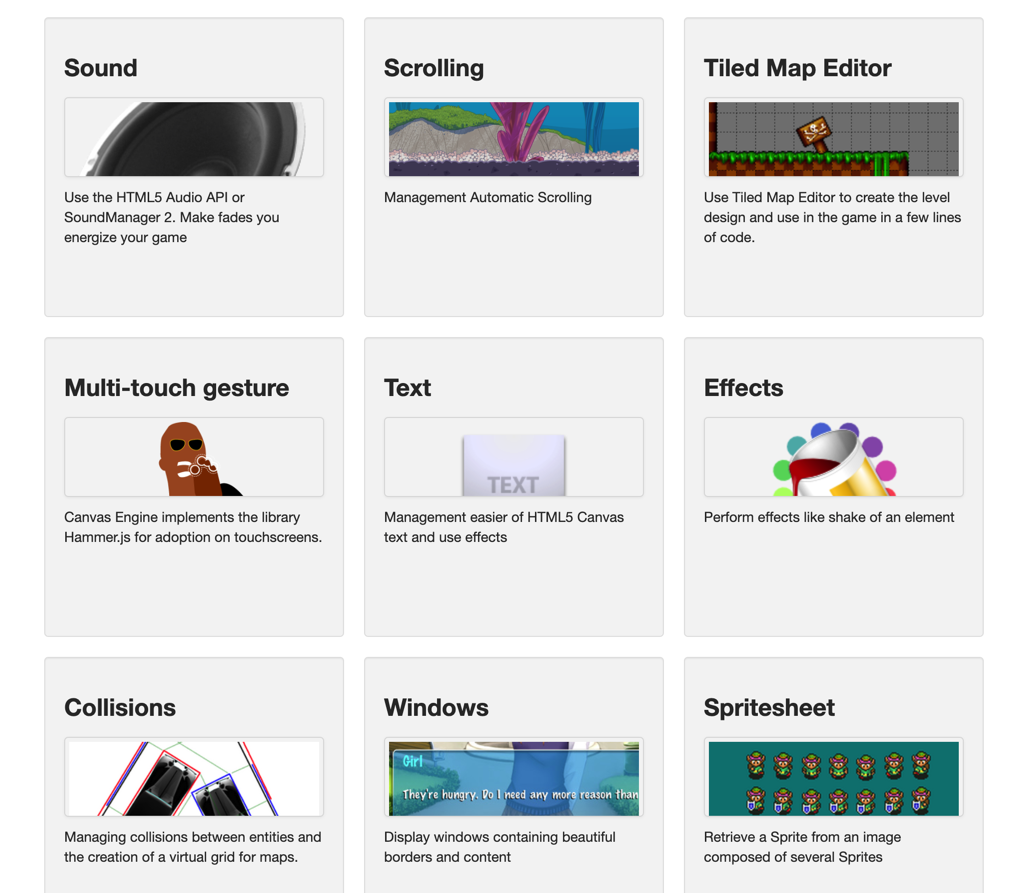 Sound
Use the HTML5 Audio API or
SoundManager 2. Make fades you
energize your game
Scrolling
Management Automatic Scrolling
Tiled Map Editor
Use Tiled Map Editor to create the level
design and use in the game in a few lines
of code.
Multi-touch gesture
Canvas Engine implements the library
Hammer.js for adoption on touchscreens.
Text
TEXT
Management easier of HTML5 Canvas
text and use effects
Effects
Perform effects like shake of an element
Collisions
Managing collisions between entities and
the creation of a virtual grid for maps.
Windows
Girl
They're hungry. Do I need any more reason than
Display windows containing beautiful
borders and content
Spritesheet
Retrieve a Sprite from an image
composed of several Sprites